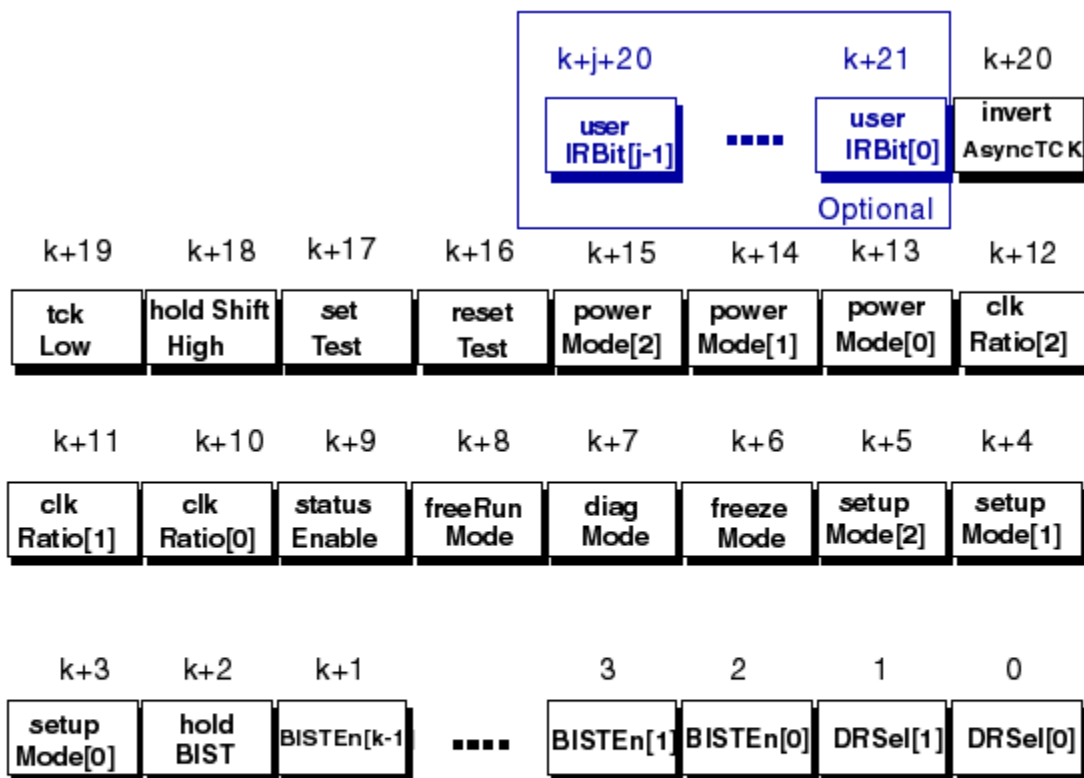 k+j+20 k+21 k+20
user IRBit[j-1] .... user IRBit[0] invert AsyncTCK
Optional
k+19 k+18 k+17 k+16 k+15 k+14 k+13 k+12
tck Low hold Shift High set Test reset Test power Mode[2] power Mode[1] power Mode[0] clk Ratio[2]
k+11 k+10 k+9 k+8 k+7 k+6 k+5 k+4
clk Ratio[1] clk Ratio[0] status Enable freeRun Mode diag Mode freeze Mode setup Mode[2] setup Mode[1]
k+3 k+2 k+1 3 2 1 0
setup Mode[0] hold BIST BISTEn[k-1] .... BISTEn[1] BISTEn[0] DRSel[1] DRSel[0]